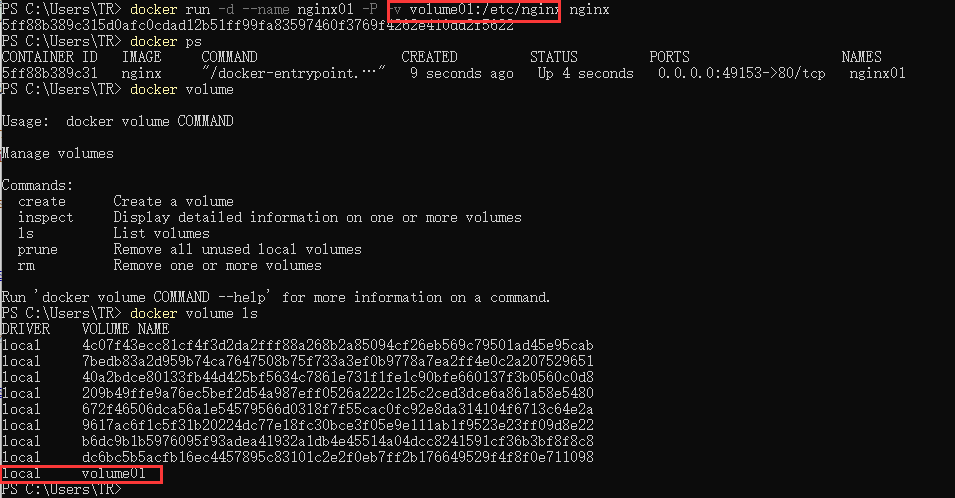 PS C:\Users\TR> docker run -d --name nginx01 -P -v volume01:/etc/nginx nginx
5ff88b389c315d0afc0cdad12b51ff99fa83597460f3769f4262e410dd2f5622
PS C:\Users\TR> docker ps
CONTAINER ID   IMAGE     COMMAND                  CREATED         STATUS         PORTS                   NAMES
5ff88b389c31   nginx     "/docker-entrypoint.…"   9 seconds ago   Up 4 seconds   0.0.0.0:49153->80/tcp   nginx01
PS C:\Users\TR> docker volume
Usage:  docker volume COMMAND
Manage volumes
Commands:
  create      Create a volume
  inspect     Display detailed information on one or more volumes
  ls          List volumes
  prune       Remove all unused local volumes
  rm          Remove one or more volumes
Run 'docker volume COMMAND --help' for more information on a command.
PS C:\Users\TR> docker volume ls
DRIVER    VOLUME NAME
local     4c07f43ecc81cf4f3d2da2fff88a268b2a85094cf26eb569c79501ad45e95cab
local     7bedb83a2d959b74ca7647508b75f733a3ef0b9778a7ea2ff4e0c2a207529651
local     40a2bdce80133fb44d425bf5634c7861e731f1fe1c90bfe660137f3b0560c0d8
local     209b49ffe9a76ec5bef2d54a987eff0526a222c125c2ced3dce6a861a58e5480
local     672f46506dca56a1e54579566d0318f7f55cac0fc92e8da314104f6713c64e2a
local     9617ac6f1c5f31b20224dc77e18fc30bce3f05e9e111ab1f9523e23ff09d8e22
local     b6dc9b1b5976095f93adea41932a1db4e45514a04dcc8241591cf36b3bf8f8c8
local     dc6bc5b5acfb16ec4457895c83101c2e2f0eb7ff2b176649529f4f8f0e711098
local     volume01
PS C:\Users\TR>